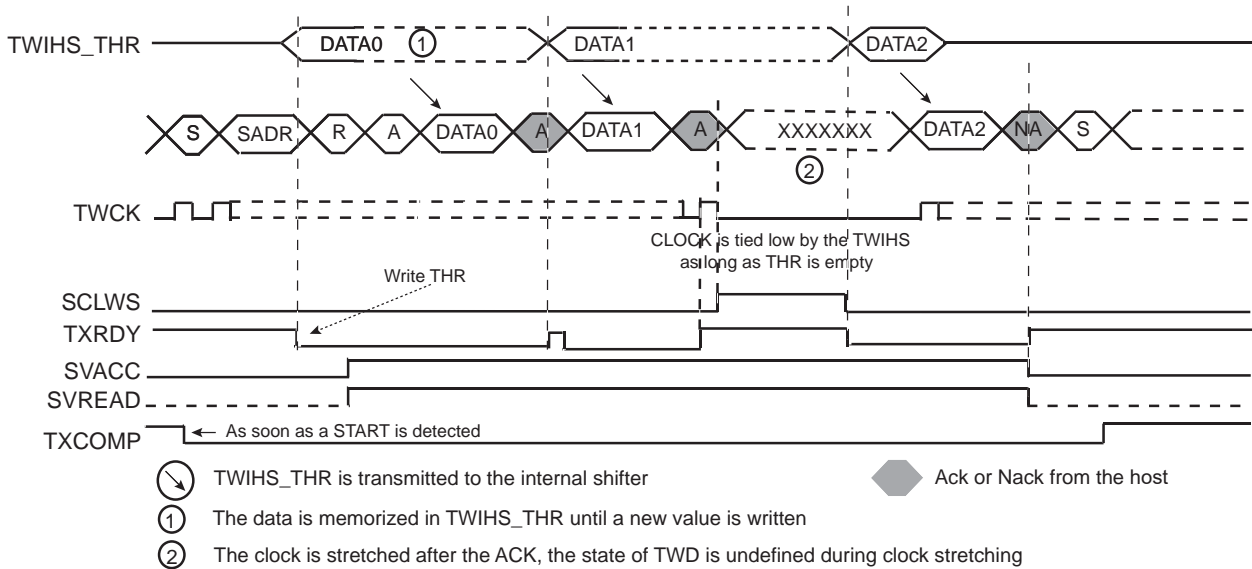 TWIHS_THR DATA0 1 DATA1 DATA2
S SADR R A DATA0 A DATA1 A XXXXXXX DATA2 NA S
2
TWCK
CLOCK is tied low by the TWIHS
as long as THR is empty
Write THR
SCLWS
TXRDY
SVACC
SVREAD
TXCOMP As soon as a START is detected
TWIHS_THR is transmitted to the internal shifter Ack or Nack from the host
1 The data is memorized in TWIHS_THR until a new value is written
2 The clock is stretched after the ACK, the state of TWD is undefined during clock stretching